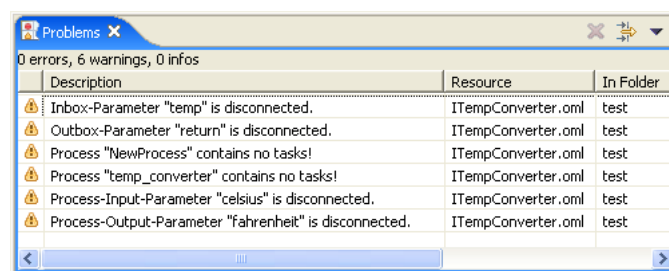 Problems
0 errors, 6 warnings, 0 infos
Description Resource In Folder
Inbox-Parameter "temp" is disconnected. ITempConverter.oml test
Outbox-Parameter "return" is disconnected. ITempConverter.oml test
Process "NewProcess" contains no tasks! ITempConverter.oml test
Process "temp_converter" contains no tasks! ITempConverter.oml test
Process-Input-Parameter "celsius" is disconnected. ITempConverter.oml test
Process-Output-Parameter "fahrenheit" is disconnected. ITempConverter.oml test